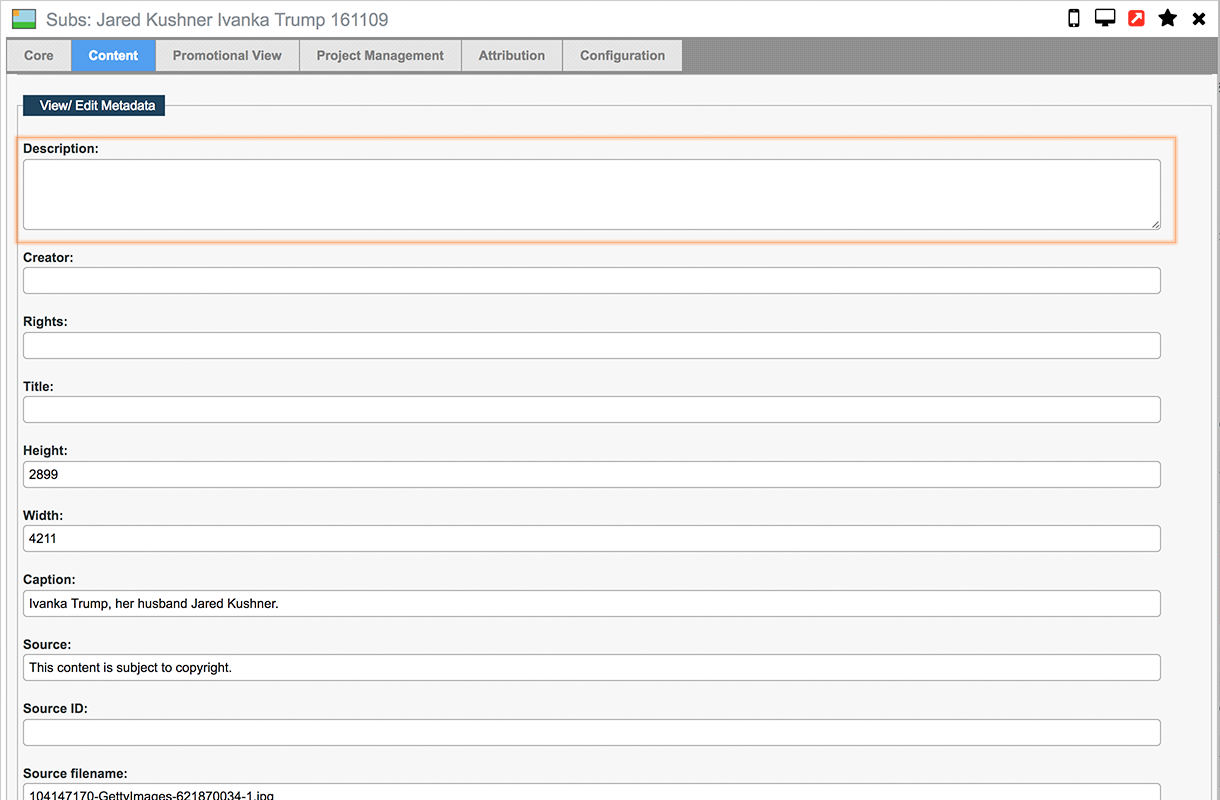 Subs: Jared Kushner Ivanka Trump 161109
Core Content Promotional View Project Management Attribution Configuration
View/ Edit Metadata
Description:
Creator:
Rights:
Title:
Height:
2899
Width:
4211
Caption:
Ivanka Trump, her husband Jared Kushner.
Source:
This content is subject to copyright.
Source ID:
Source filename:
104147170-GettyImages-621870034-1.jpg